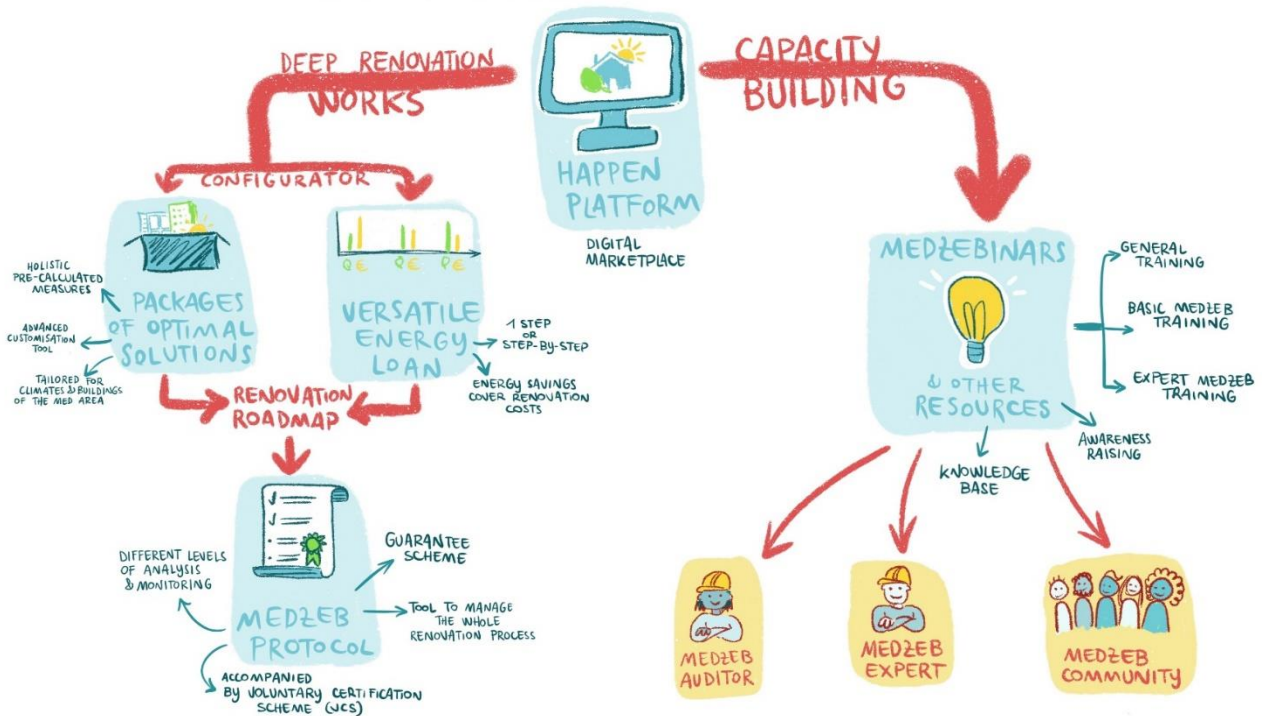 DEEP RENOVATION
WORKS
CONFIGURATOR
HAPPEN
PLATFORM
DIGITAL
MARKETPLACE
CAPACITY
BUILDING
HOLISTIC
PRE-CALCULATED
MEASURES
ADVANCED
CUSTOMISATION
TOOL
TAILORED FOR
CLIMATES & BUILDINGS
OF THE MED AREA
PACKAGES
OF OPTIMAL
SOLUTIONS
€ € €
VERSATILE
ENERGY
LOAN
1 STEP
OR
STEP-BY-STEP
ENERGY SAVINGS
COVER RENOVATION
COSTS
RENOVATION
ROADMAP
DIFFERENT LEVELS
OF ANALYSIS
& MONITORING
MEDZEB
PROTOCOL
GUARANTEE
SCHEME
TOOL TO MANAGE
THE WHOLE
RENOVATION PROCESS
ACCOMPANIED
BY VOLUNTARY CERTIFICATION
SCHEME (VCS)
MEDZEBINARS
& OTHER
RESOURCES
GENERAL
TRAINING
BASIC MEDZEB
TRAINING
EXPERT MEDZEB
TRAINING
AWARENESS
RAISING
KNOWLEDGE
BASE
MEDZEB
AUDITOR
MEDZEB
EXPERT
MEDZEB
COMMUNITY